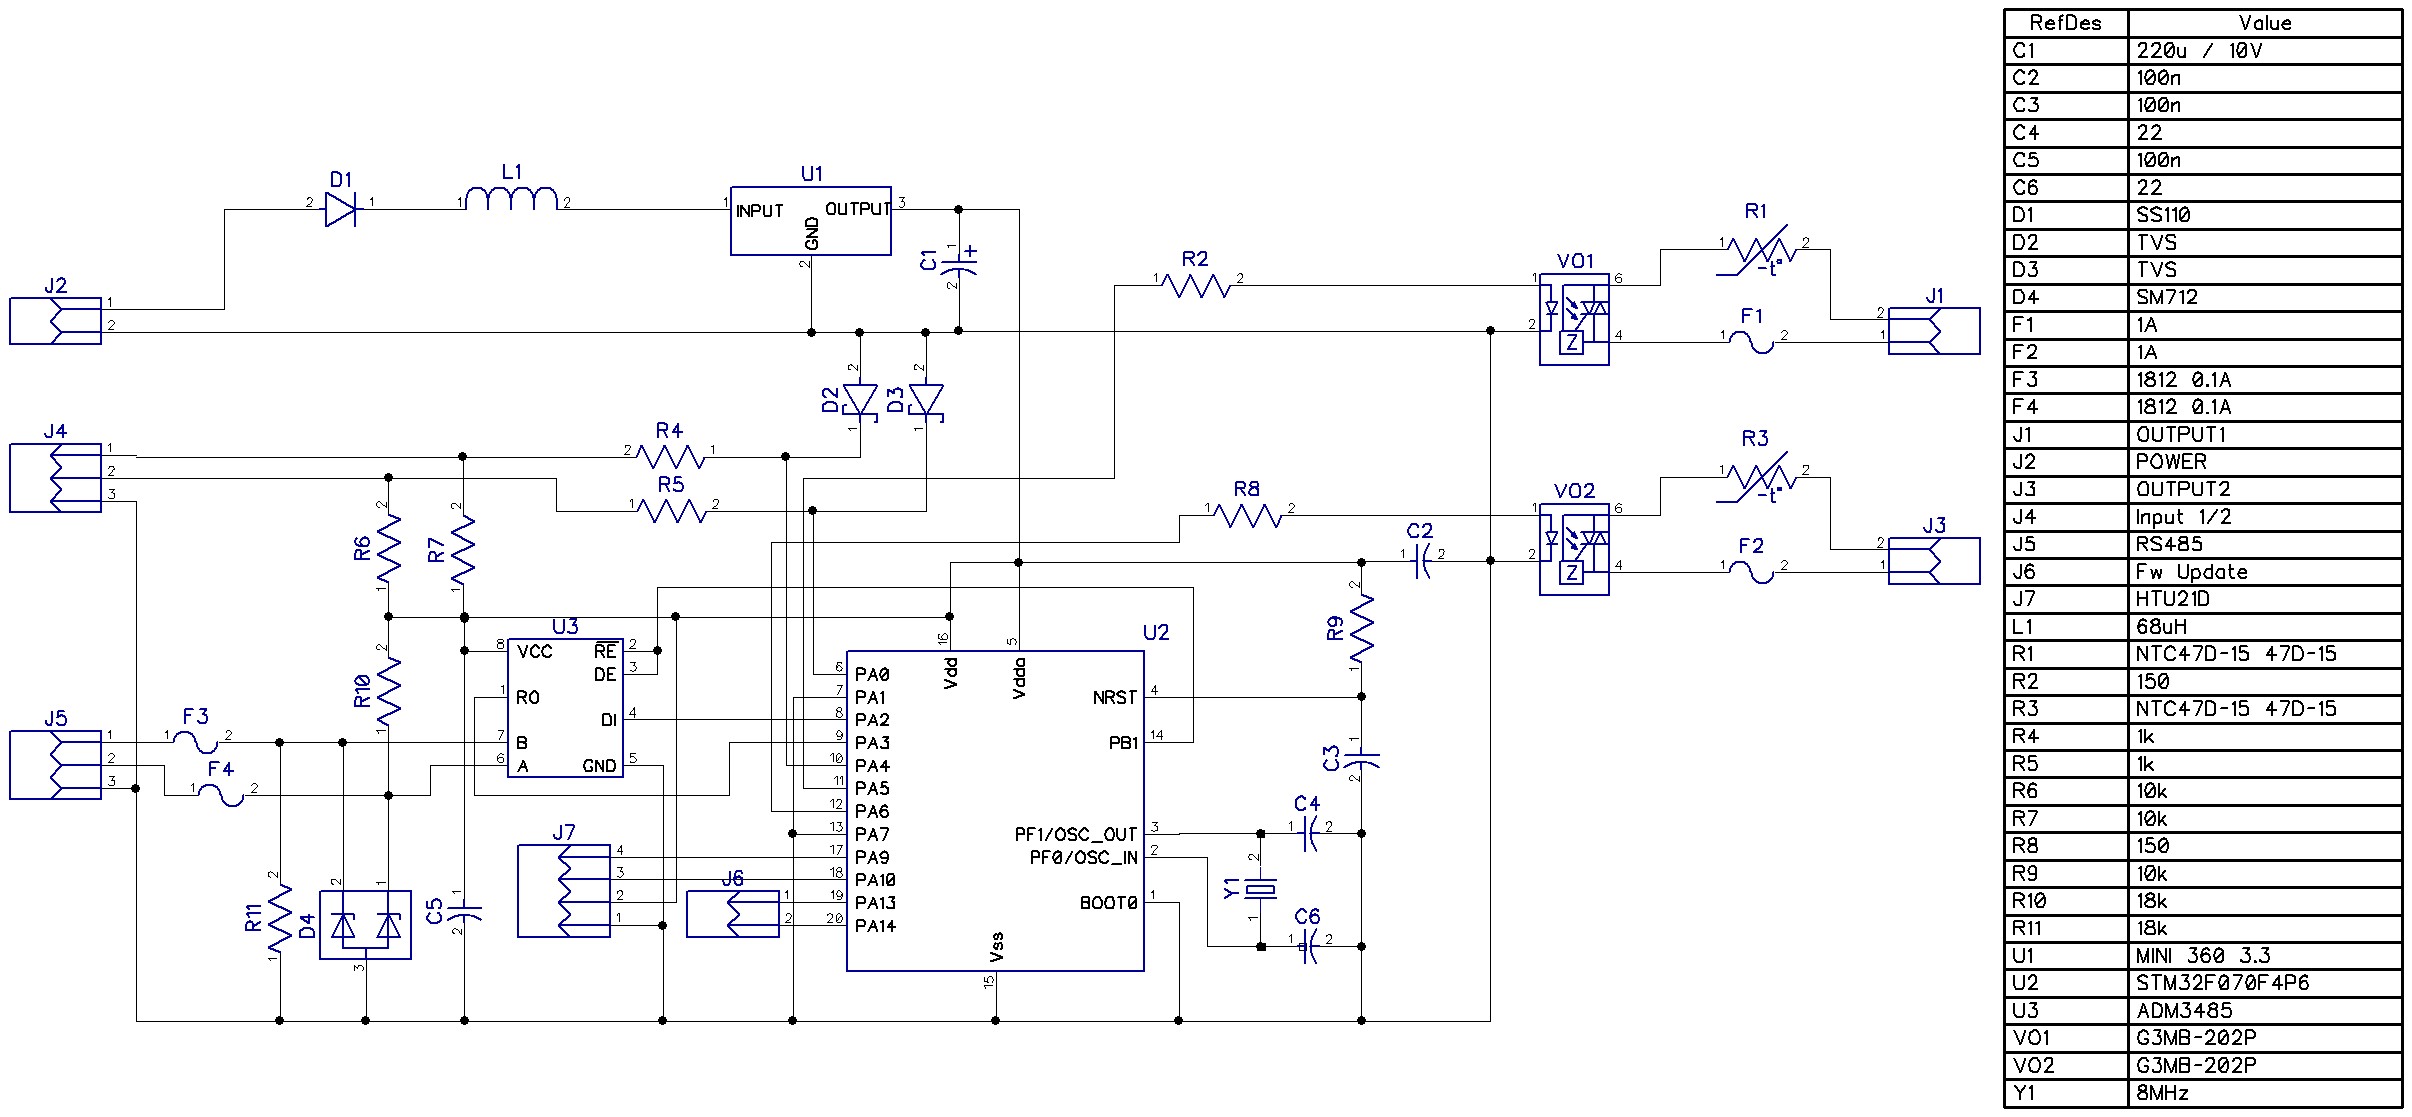 RefDes Value
C1 220u / 10V
C2 100n
C3 100n
C4 22
C5 100n
C6 22
D1 SS110
D2 TVS
D3 TVS
D4 SM712
F1 1A
F2 1A
F3 1812 0.1A
F4 1812 0.1A
J1 OUTPUT1
J2 POWER
J3 OUTPUT2
J4 Input 1/2
J5 RS485
J6 Fw Update
J7 HTU21D
L1 68uH
R1 NTC47D-15 47D-15
R2 150
R3 NTC47D-15 47D-15
R4 1k
R5 1k
R6 10k
R7 10k
R8 150
R9 10k
R10 18k
R11 18k
U1 MINI 360 3.3
U2 STM32F070F4P6
U3 ADM3485
VO1 G3MB-202P
VO2 G3MB-202P
Y1 8MHz
J2
1
2
D1
2 1
L1
1 2
U1
1 INPUT OUTPUT 3
GND
2
C1
1 +
2
R2
1 2
VO1
1 6
2 4
Z
R1
1 2
-t°
F1
1 2
J1
2
1
D2
2
1
D3
2
1
J4
1
2
3
R4
2 1
R5
1 2
R6
2
1
R7
2
1
R8
1 2
C2
1 2
VO2
1 6
2 4
Z
R3
1 2
-t°
F2
1 2
J3
2
1
R9
2
1
R10
2
1
J5
1
2
3
F3
1 2
F4
1 2
U3
8 VCC RE 2
DE 3
1 RO
DI 4
7 B
6 A GND 5
U2
16 Vdd
5 Vdda
6 PA0
7 PA1
8 PA2
9 PA3
10 PA4
11 PA5
12 PA6
13 PA7
17 PA9
18 PA10
19 PA13
20 PA14
NRST 4
PB1 14
PF1/OSC_OUT 3
PF0/OSC_IN 2
BOOT0 1
Vss
15
C3
1
2
C4
1 2
Y1
2
1
C6
1 2
J7
4
3
2
1
J6
1
2
R11
2
1
D4
2 1
3
C5
1
2